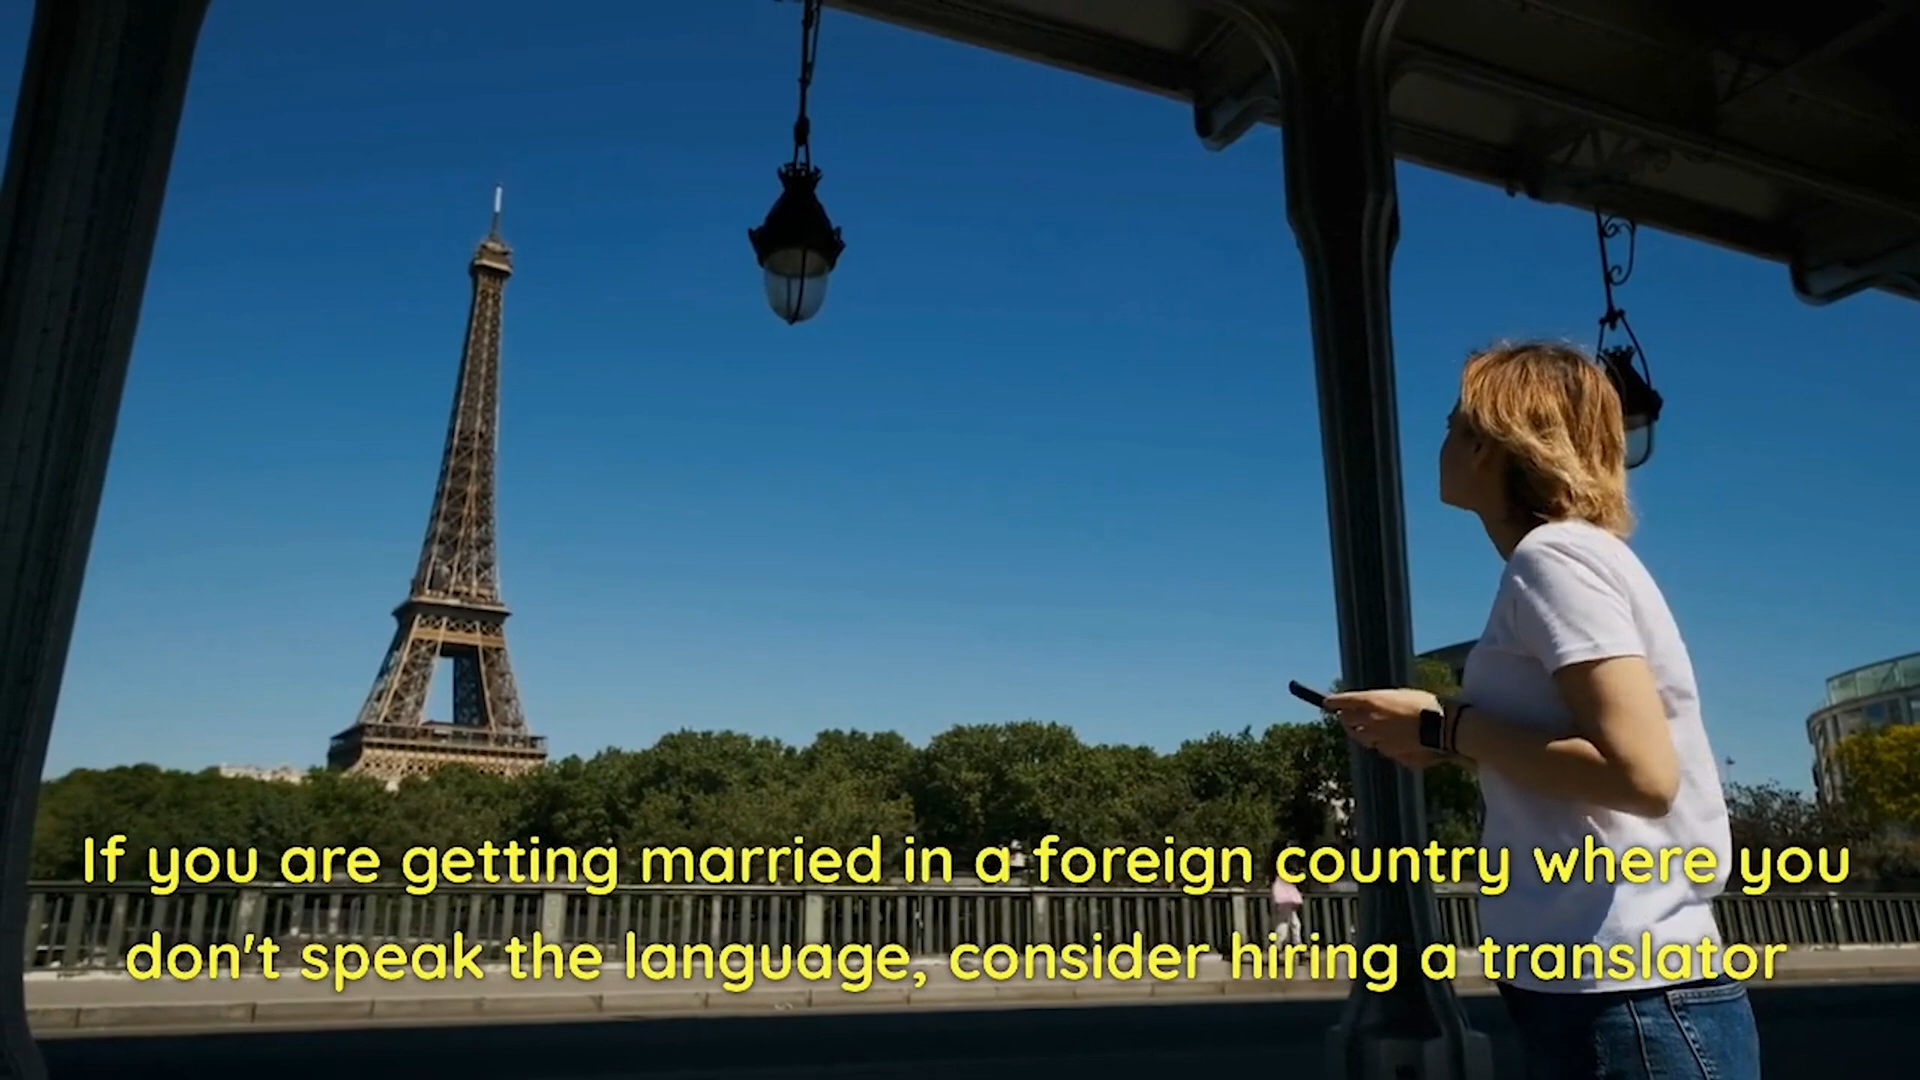 If you are getting married in a foreign country where you
don't speak the language, consider hiring a translator